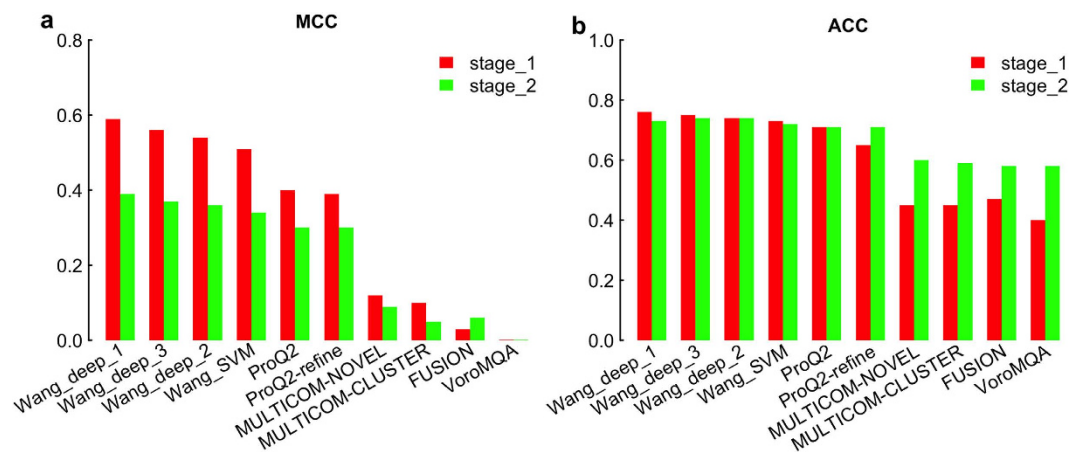 a
MCC
0.8
0.6
0.4
0.2
0.0
stage_1
stage_2
Wang_deep_1
Wang_deep_3
Wang_deep_2
Wang_SVM
ProQ2
ProQ2-refine
MULTICOM-NOVEL
MULTICOM-CLUSTER
FUSION
VoroMQA
b
ACC
1.0
0.8
0.6
0.4
0.2
0.0
stage_1
stage_2
Wang_deep_1
Wang_deep_3
Wang_deep_2
Wang_SVM
ProQ2
ProQ2-refine
MULTICOM-NOVEL
MULTICOM-CLUSTER
FUSION
VoroMQA